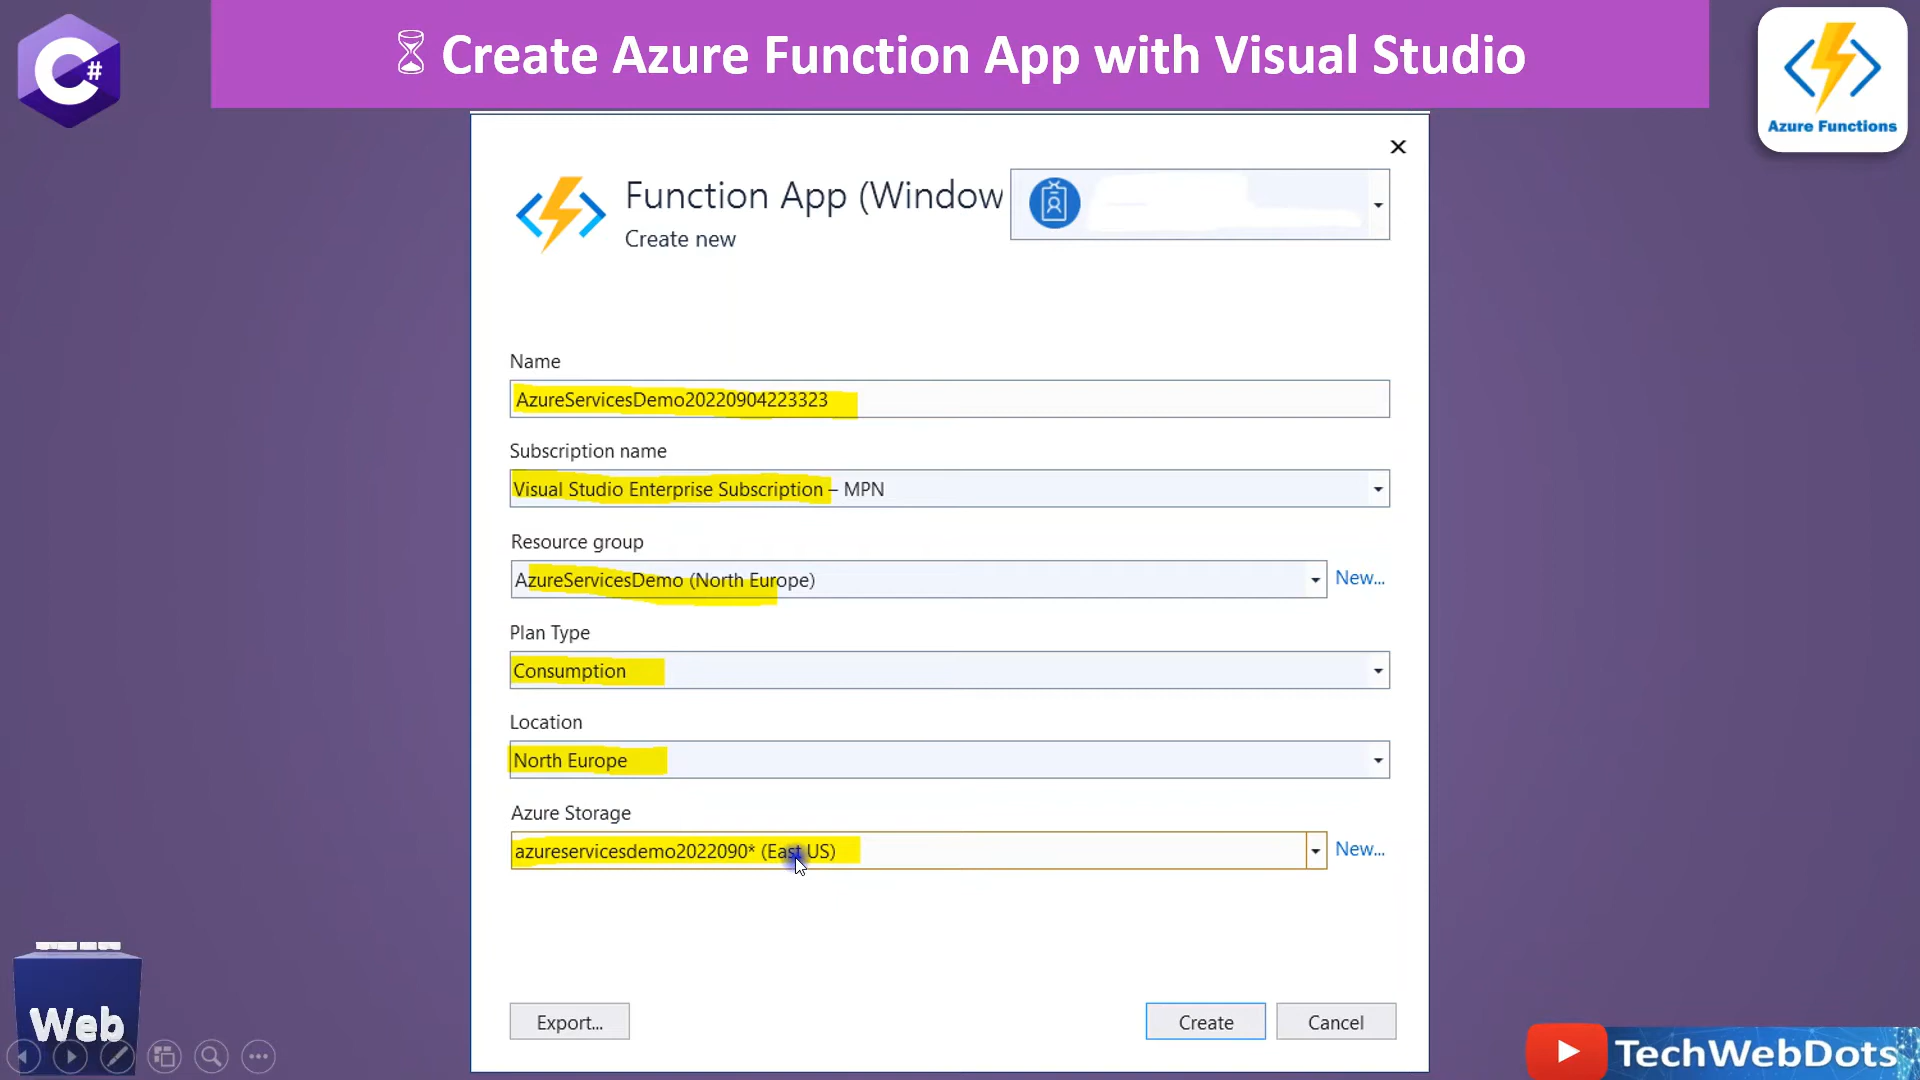 ⌛ Create Azure Function App with Visual Studio
C#
Azure Functions
Function App (Window
Create new
Name
AzureServicesDemo20220904223323
Subscription name
Visual Studio Enterprise Subscription – MPN
Resource group
AzureServicesDemo (North Europe)
New...
Plan Type
Consumption
Location
North Europe
Azure Storage
azureservicesdemo2022090* (East US)
New...
Export...
Create
Cancel
Web
TechWebDots